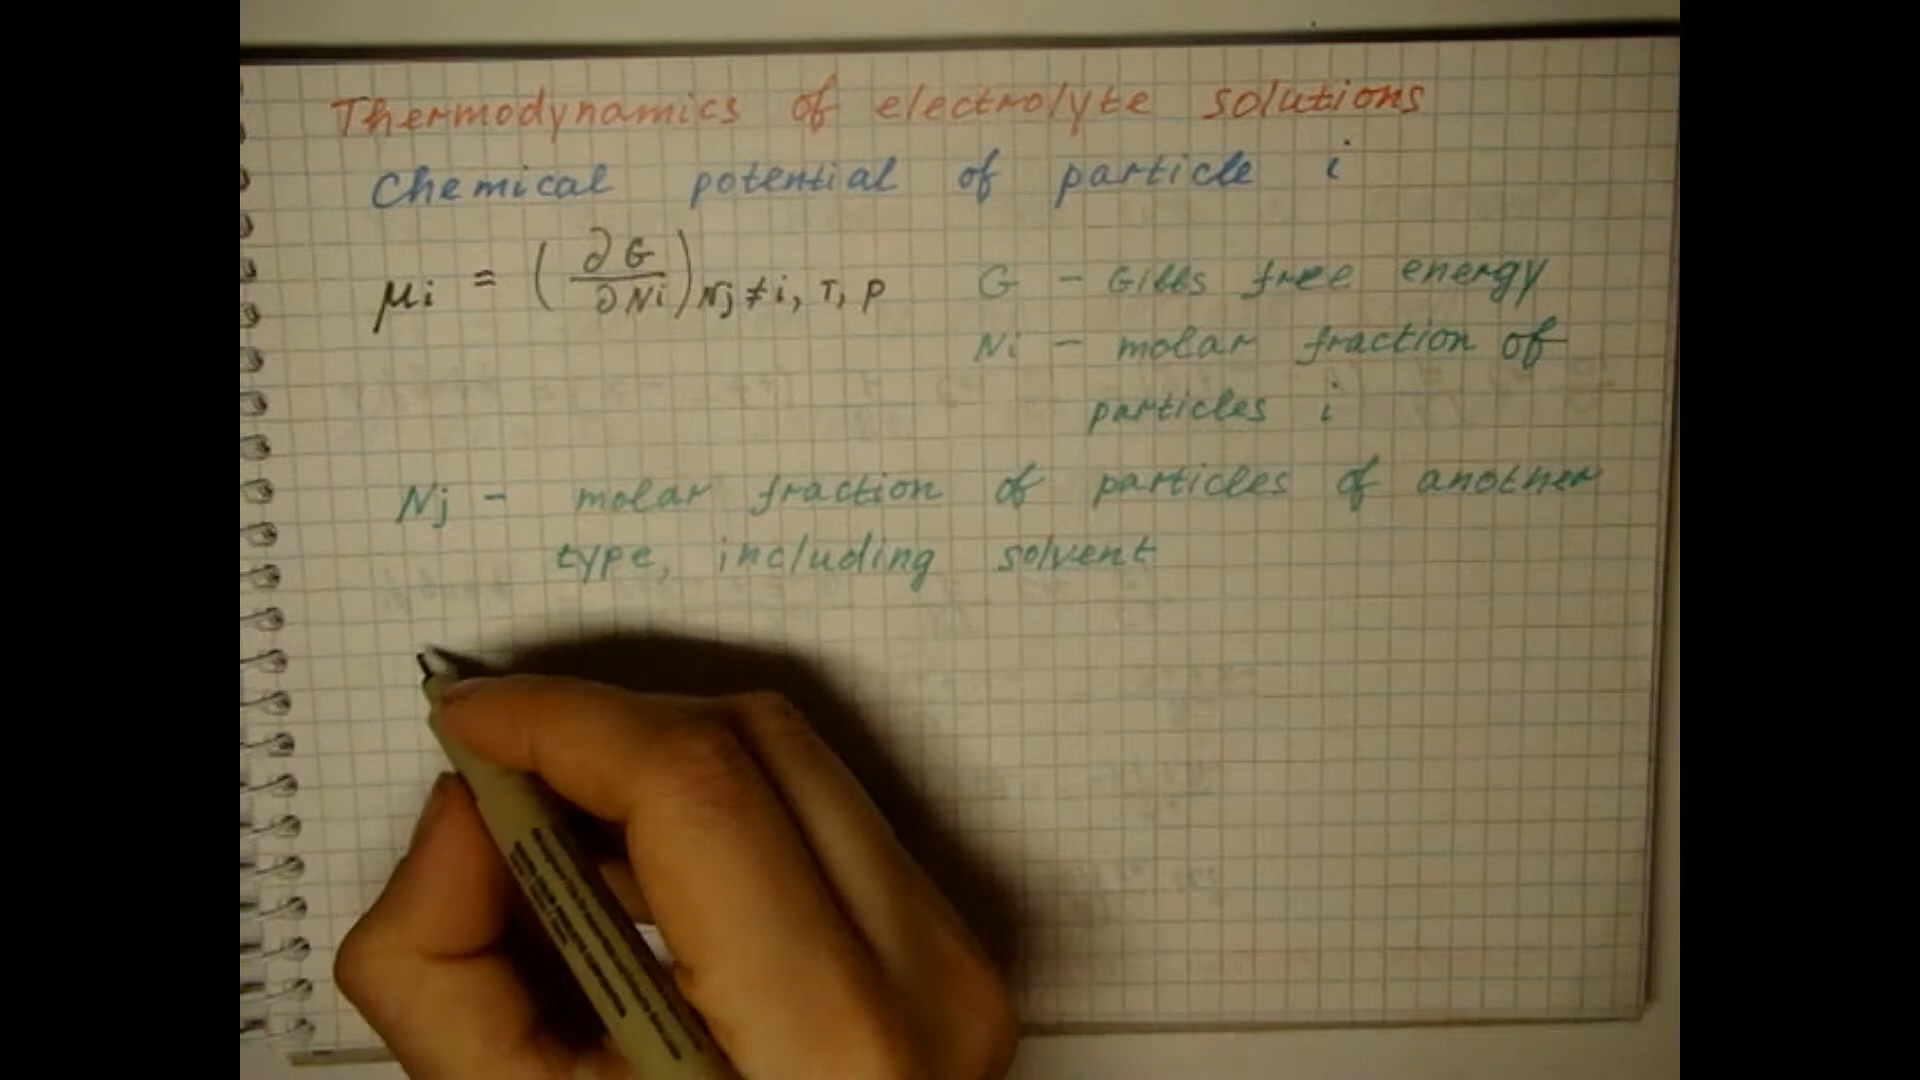 Thermodynamics of electrolyte solutions
Chemical potential of particle i
μi = (∂G/∂Ni)Nj≠i, T, P
G - Gibbs free energy
Ni - molar fraction of
particles i
Nj - molar fraction of particles of another
type, including solvent